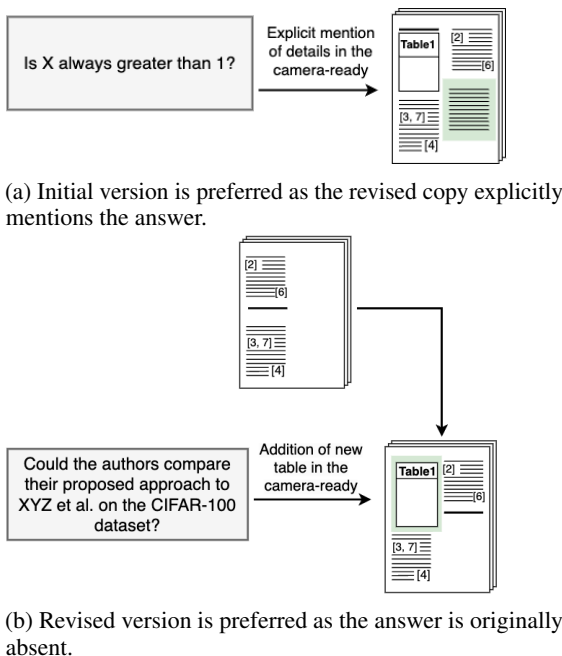 Is X always greater than 1?
Explicit mention
of details in the
camera-ready
Table1
[2]
[6]
[3, 7]
[4]
(a) Initial version is preferred as the revised copy explicitly
mentions the answer.
[2]
[6]
[3, 7]
[4]
Could the authors compare
their proposed approach to
XYZ et al. on the CIFAR-100
dataset?
Addition of new
table in the
camera-ready
Table1
[2]
[6]
[3, 7]
[4]
(b) Revised version is preferred as the answer is originally
absent.